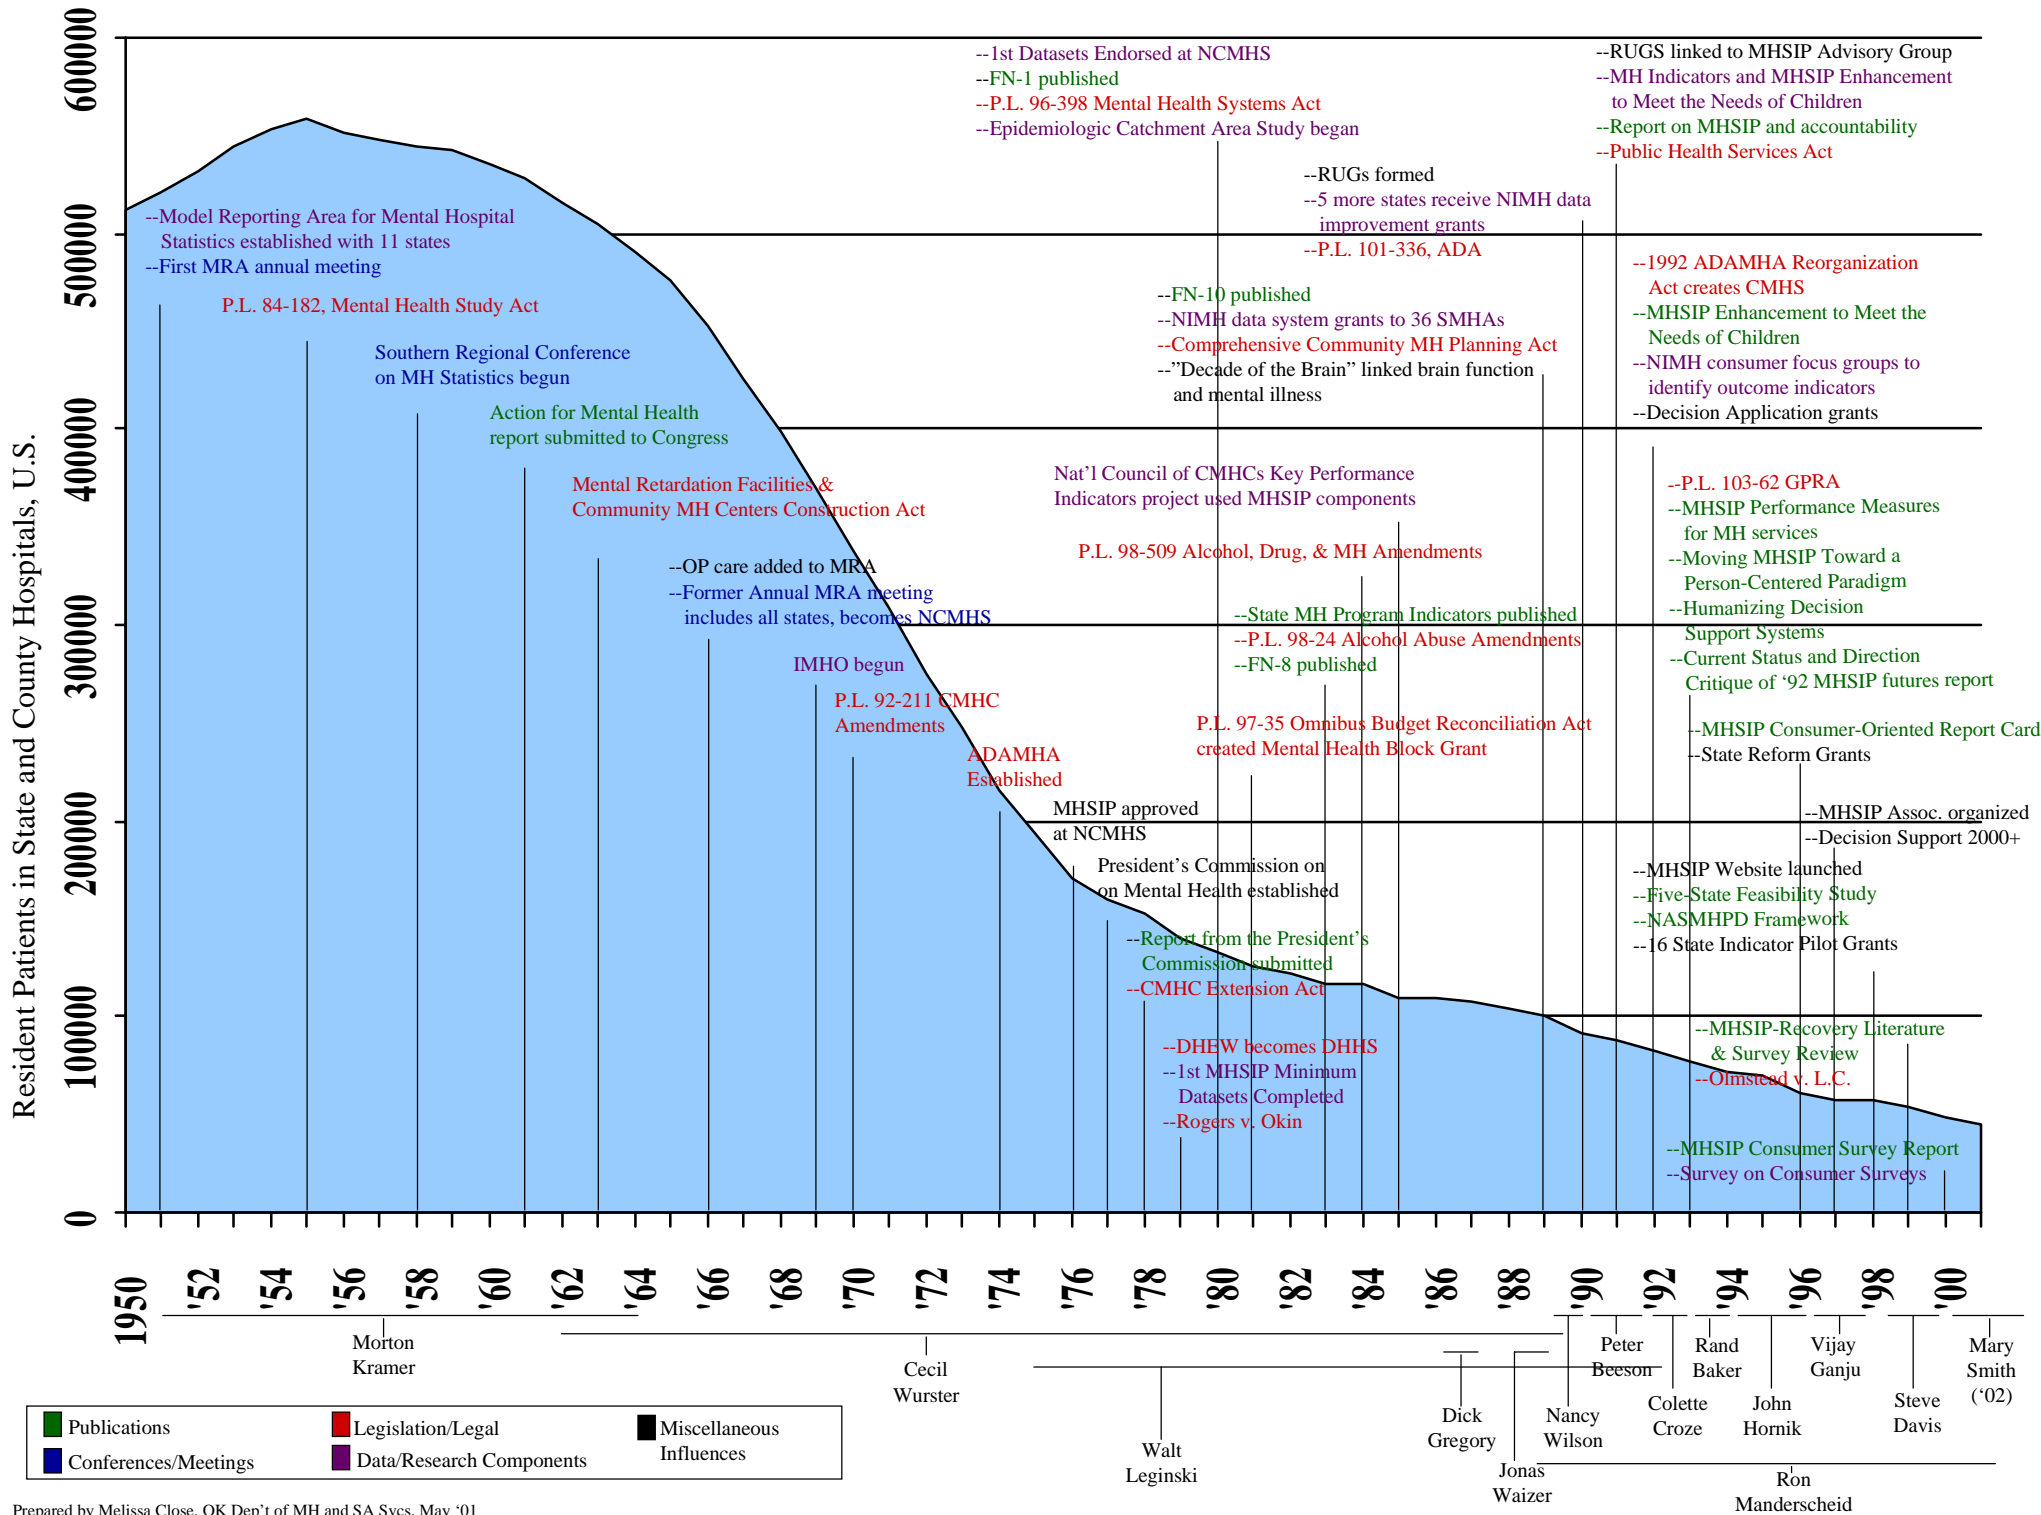 Resident Patients in State and County Hospitals, U.S.
600000
500000
400000
300000
200000
100000
0
--Model Reporting Area for Mental Hospital
Statistics established with 11 states
--First MRA annual meeting
P.L. 84-182, Mental Health Study Act
Southern Regional Conference
on MH Statistics begun
Action for Mental Health
report submitted to Congress
Mental Retardation Facilities &
Community MH Centers Construction Act
--OP care added to MRA
--Former Annual MRA meeting
includes all states, becomes NCMHS
IMHO begun
P.L. 92-211 CMHC
Amendments
ADAMHA
Established
MHSIP approved
at NCMHS
President's Commission on
on Mental Health established
--Report from the President's
Commission submitted
--CMHC Extension Act
--DHEW becomes DHHS
--1st MHSIP Minimum
Datasets Completed
--Rogers v. Okin
--1st Datasets Endorsed at NCMHS
--FN-1 published
--P.L. 96-398 Mental Health Systems Act
--Epidemiologic Catchment Area Study began
P.L. 97-35 Omnibus Budget Reconciliation Act
created Mental Health Block Grant
--State MH Program Indicators published
--P.L. 98-24 Alcohol Abuse Amendments
--FN-8 published
P.L. 98-509 Alcohol, Drug, & MH Amendments
Nat'l Council of CMHCs Key Performance
Indicators project used MHSIP components
--FN-10 published
--NIMH data system grants to 36 SMHAs
--Comprehensive Community MH Planning Act
--"Decade of the Brain" linked brain function
and mental illness
--RUGs formed
--5 more states receive NIMH data
improvement grants
--P.L. 101-336, ADA
--RUGS linked to MHSIP Advisory Group
--MH Indicators and MHSIP Enhancement
to Meet the Needs of Children
--Report on MHSIP and accountability
--Public Health Services Act
--1992 ADAMHA Reorganization
Act creates CMHS
--MHSIP Enhancement to Meet the
Needs of Children
--NIMH consumer focus groups to
identify outcome indicators
--Decision Application grants
--P.L. 103-62 GPRA
--MHSIP Performance Measures
for MH services
--Moving MHSIP Toward a
Person-Centered Paradigm
--Humanizing Decision
Support Systems
--Current Status and Direction
Critique of '92 MHSIP futures report
--MHSIP Consumer-Oriented Report Card
--State Reform Grants
--MHSIP Assoc. organized
--Decision Support 2000+
--MHSIP Website launched
--Five-State Feasibility Study
--NASMHPD Framework
--16 State Indicator Pilot Grants
--MHSIP-Recovery Literature
& Survey Review
--Olmstead v. L.C.
--MHSIP Consumer Survey Report
--Survey on Consumer Surveys
1950 '52 '54 '56 '58 '60 '62 '64 '66 '68 '70 '72 '74 '76 '78 '80 '82 '84 '86 '88 '90 '92 '94 '96 '98 '00
Morton
Kramer
Cecil
Wurster
Walt
Leginski
Dick
Gregory
Jonas
Waizer
Nancy
Wilson
Peter
Beeson
Colette
Croze
Rand
Baker
John
Hornik
Vijay
Ganju
Steve
Davis
Mary
Smith
('02)
Ron
Manderscheid
Publications
Conferences/Meetings
Legislation/Legal
Data/Research Components
Miscellaneous
Influences
Prepared by Melissa Close, OK Dep't of MH and SA Svcs, May '01